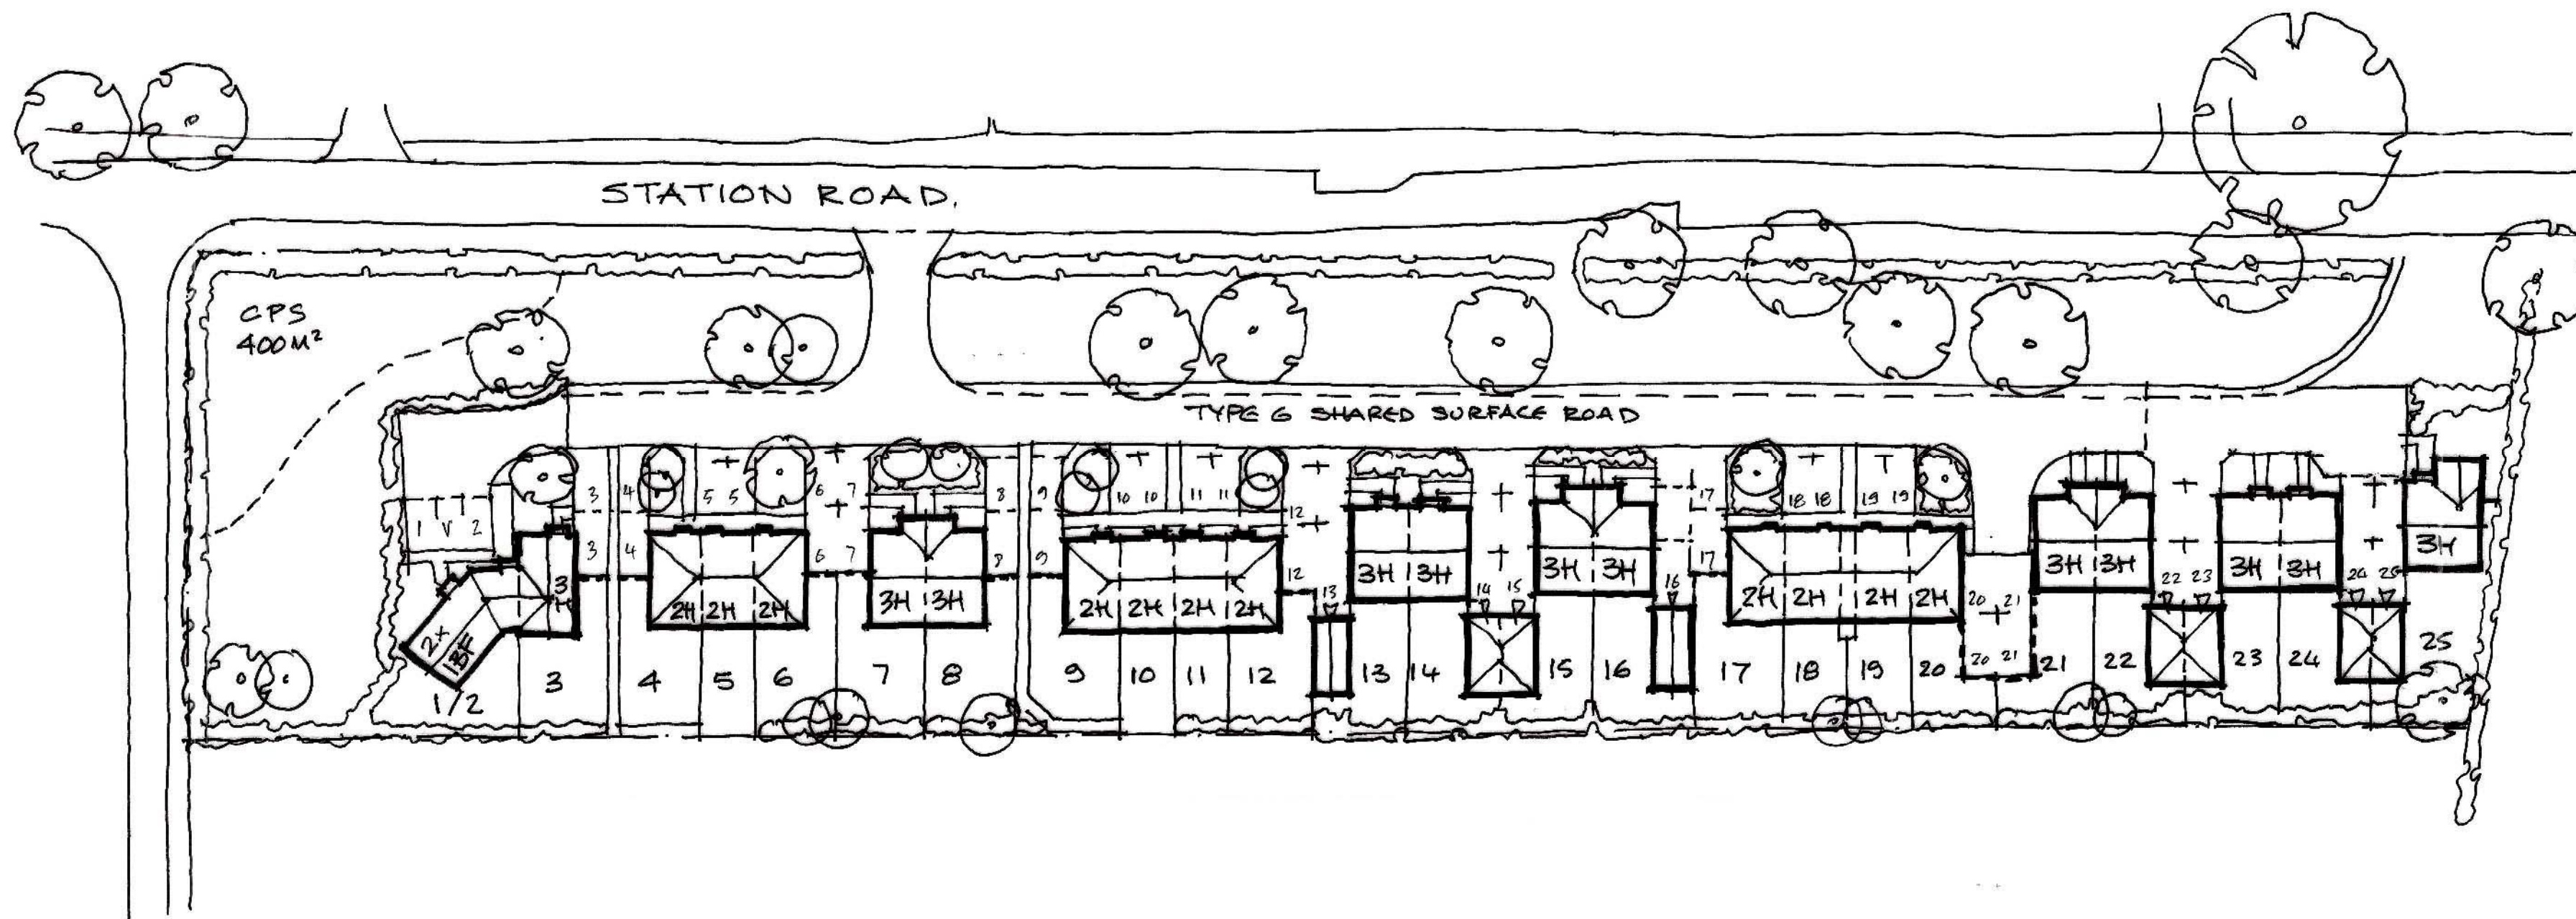 STATION ROAD.
CPS
400M²
TYPE 6 SHARED SURFACE ROAD
3 4 5 5 6 7 8 9 10 10 11 11 12 17 18 18 19 19
1 V 2
3 4 6 7 8 9 12 17
3H
2H 2H 2H
3H 3H
2H 2H 2H 2H
3H 3H
3H 3H
2H 2H 2H 2H
3H 3H
3H 3H
3H
13 14 15 16 20 21 22 23 24 25
20 21
2x
1BF
1/2 3 4 5 6 7 8 9 10 11 12 13 14 15 16 17 18 19 20 21 22 23 24 25